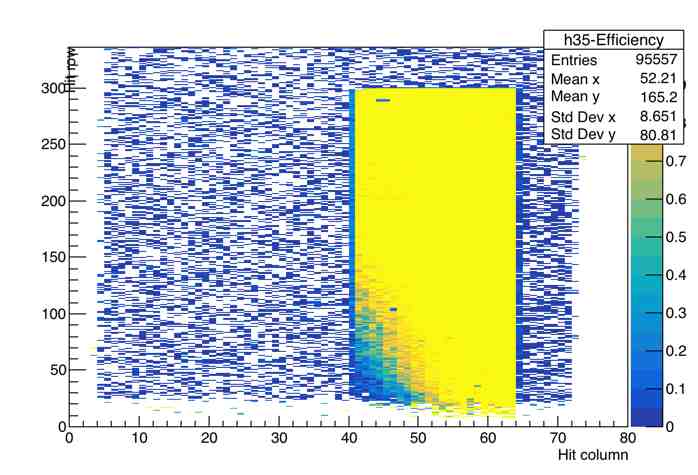 h35-Efficiency
Entries 95557
Mean x 52.21
Mean y 165.2
Std Dev x 8.651
Std Dev y 80.81
300
250
200
150
100
50
0
0 10 20 30 40 50 60 70 80
Hit column
0.7
0.6
0.5
0.4
0.3
0.2
0.1
0